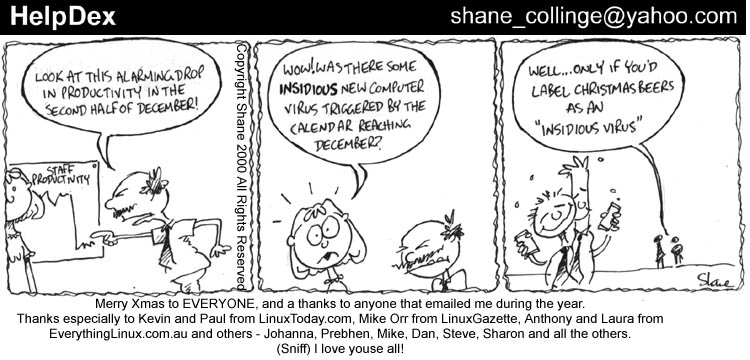 HelpDex
shane_collinge@yahoo.com
LOOK AT THIS ALARMING DROP
IN PRODUCTIVITY IN THE
SECOND HALF OF DECEMBER!
STAFF
PRODUCTIVITY
Copyright Shane 2000 All Rights Reserved
WOW! WAS THERE SOME
INSIDIOUS NEW COMPUTER
VIRUS TRIGGERED BY THE
CALENDAR REACHING
DECEMBER?
WELL...ONLY IF YOU'D
LABEL CHRISTMAS BEERS
AS AN
"INSIDIOUS VIRUS"
Shane
Merry Xmas to EVERYONE, and a thanks to anyone that emailed me during the year.
Thanks especially to Kevin and Paul from LinuxToday.com, Mike Orr from LinuxGazette, Anthony and Laura from
EverythingLinux.com.au and others - Johanna, Prebhen, Mike, Dan, Steve, Sharon and all the others.
(Sniff) I love youse all!